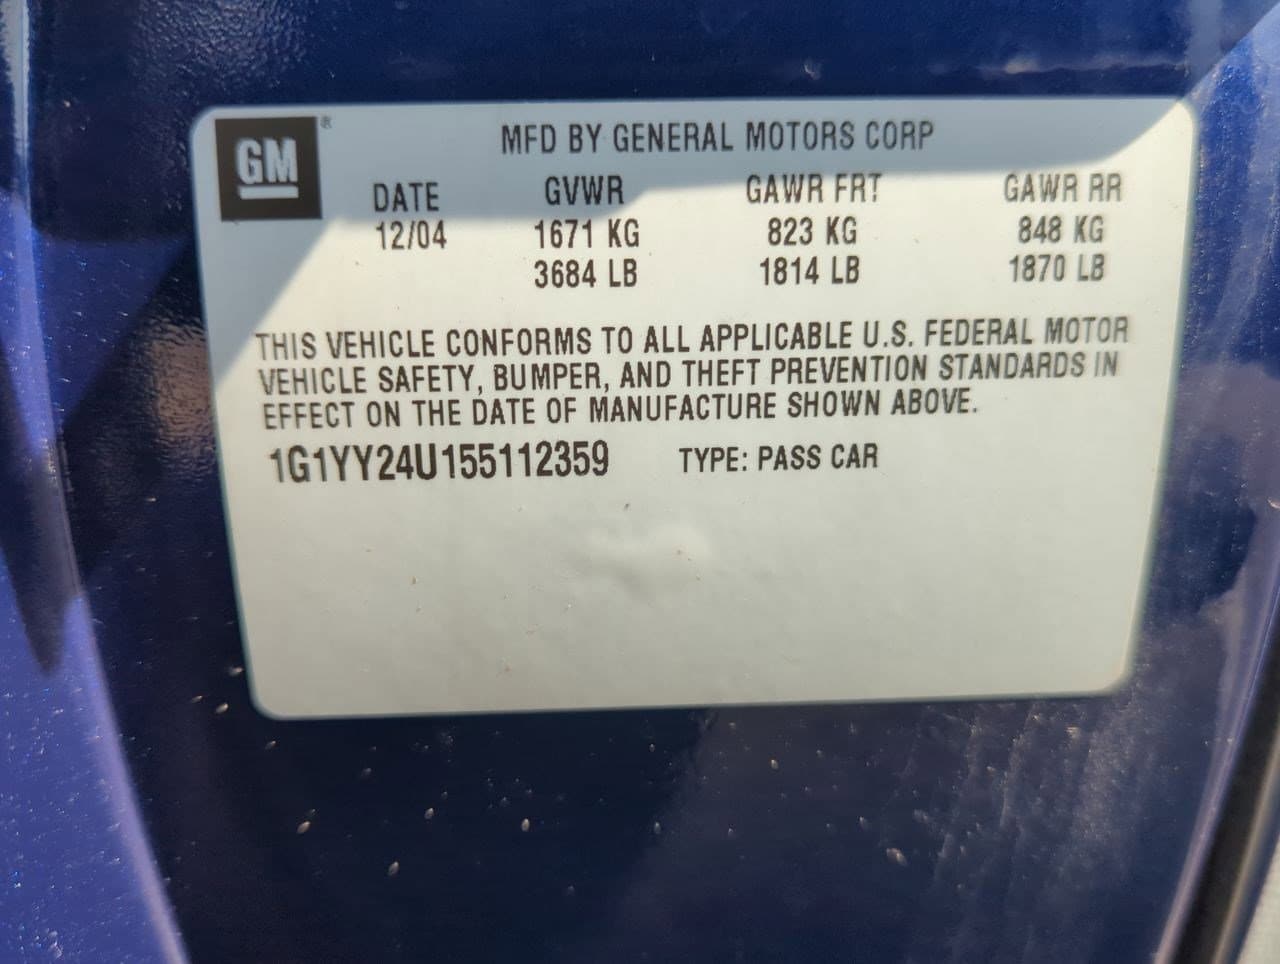 GM®
MFD BY GENERAL MOTORS CORP
DATE GVWR GAWR FRT GAWR RR
12/04 1671 KG 823 KG 848 KG
3684 LB 1814 LB 1870 LB
THIS VEHICLE CONFORMS TO ALL APPLICABLE U.S. FEDERAL MOTOR
VEHICLE SAFETY, BUMPER, AND THEFT PREVENTION STANDARDS IN
EFFECT ON THE DATE OF MANUFACTURE SHOWN ABOVE.
1G1YY24U155112359 TYPE: PASS CAR